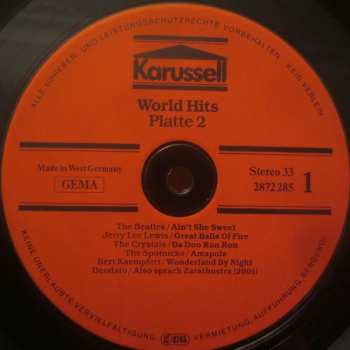 ALLE URHEBER- UND LEISTUNGSSCHUTZRECHTE VORBEHALTEN. KEIN VERLEIH
Karussell
World Hits
Platte 2
Made in West Germany
GEMA
Stereo 33
2872 285
1
The Beatles / Ain't She Sweet
Jerry Lee Lewis / Great Balls Of Fire
The Crystals / Da Doo Ron Ron
The Spotnicks / Amapola
Bert Kaempfert / Wonderland By Night
Deodato / Also sprach Zarathustra (2001)
KEINE UNERLAUBTE VERVIELFÄLTIGUNG, VERMIETUNG, AUFFÜHRUNG, SENDUNG!